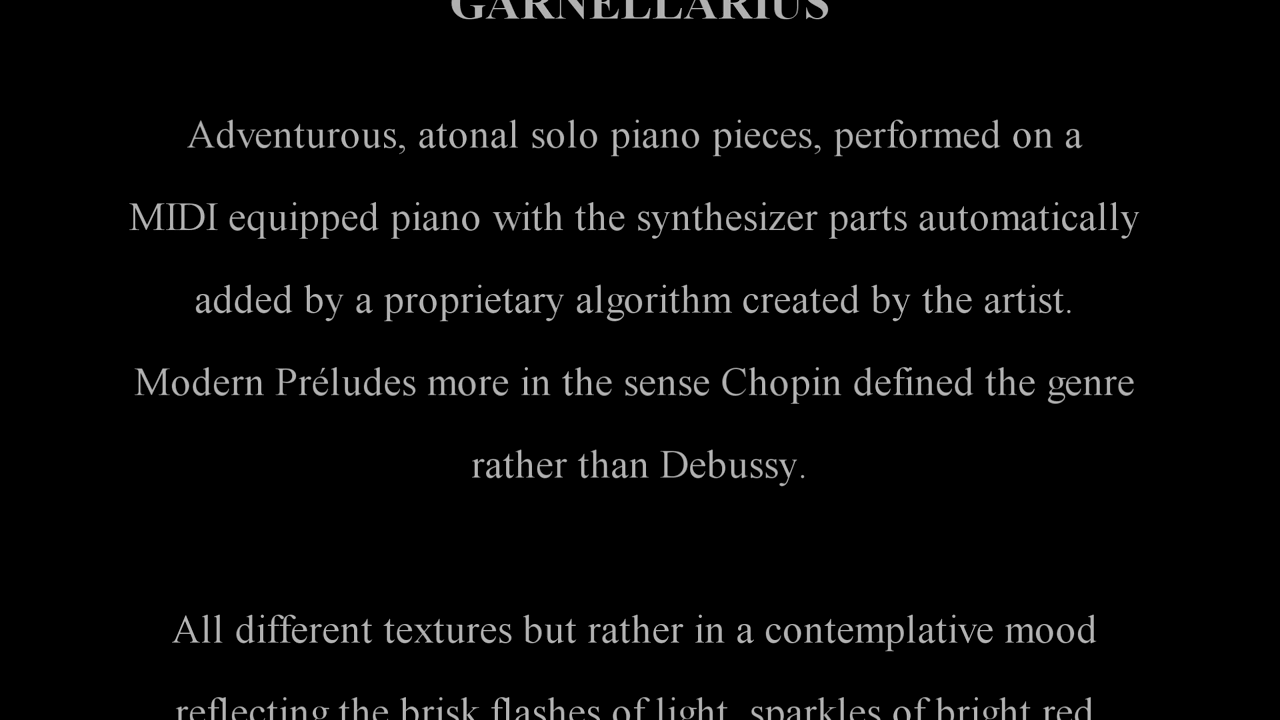 GARNELLARIUS
Adventurous, atonal solo piano pieces, performed on a
MIDI equipped piano with the synthesizer parts automatically
added by a proprietary algorithm created by the artist.
Modern Préludes more in the sense Chopin defined the genre
rather than Debussy.
All different textures but rather in a contemplative mood
reflecting the brisk flashes of light, sparkles of bright red